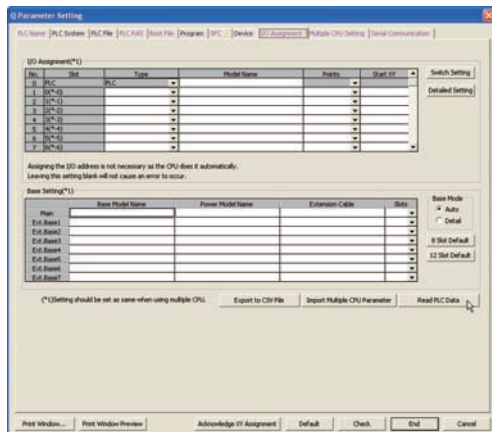 Q Parameter Setting
PLC Name PLC System PLC File PLC RAS Boot File Program SFC Device I/O Assignment Multiple CPU Setting Serial Communication
I/O Assignment(*1)
No. Slot Type Model Name Points Start XY
0 PLC PLC
1 0(*-0)
2 1(*-1)
3 2(*-2)
4 3(*-3)
5 4(*-4)
6 5(*-5)
7 6(*-6)
Switch Setting
Detailed Setting
Assigning the I/O address is not necessary as the CPU does it automatically.
Leaving this setting blank will not cause an error to occur.
Base Setting(*1)
Base Model Name Power Model Name Extension Cable Slots
Main
Ext.Base1
Ext.Base2
Ext.Base3
Ext.Base4
Ext.Base5
Ext.Base6
Ext.Base7
Base Mode
Auto
Detail
8 Slot Default
12 Slot Default
(*1)Setting should be set as same when using multiple CPU.
Export to CSV File Import Multiple CPU Parameter Read PLC Data
Print Window... Print Window Preview Acknowledge XY Assignment Default Check End Cancel